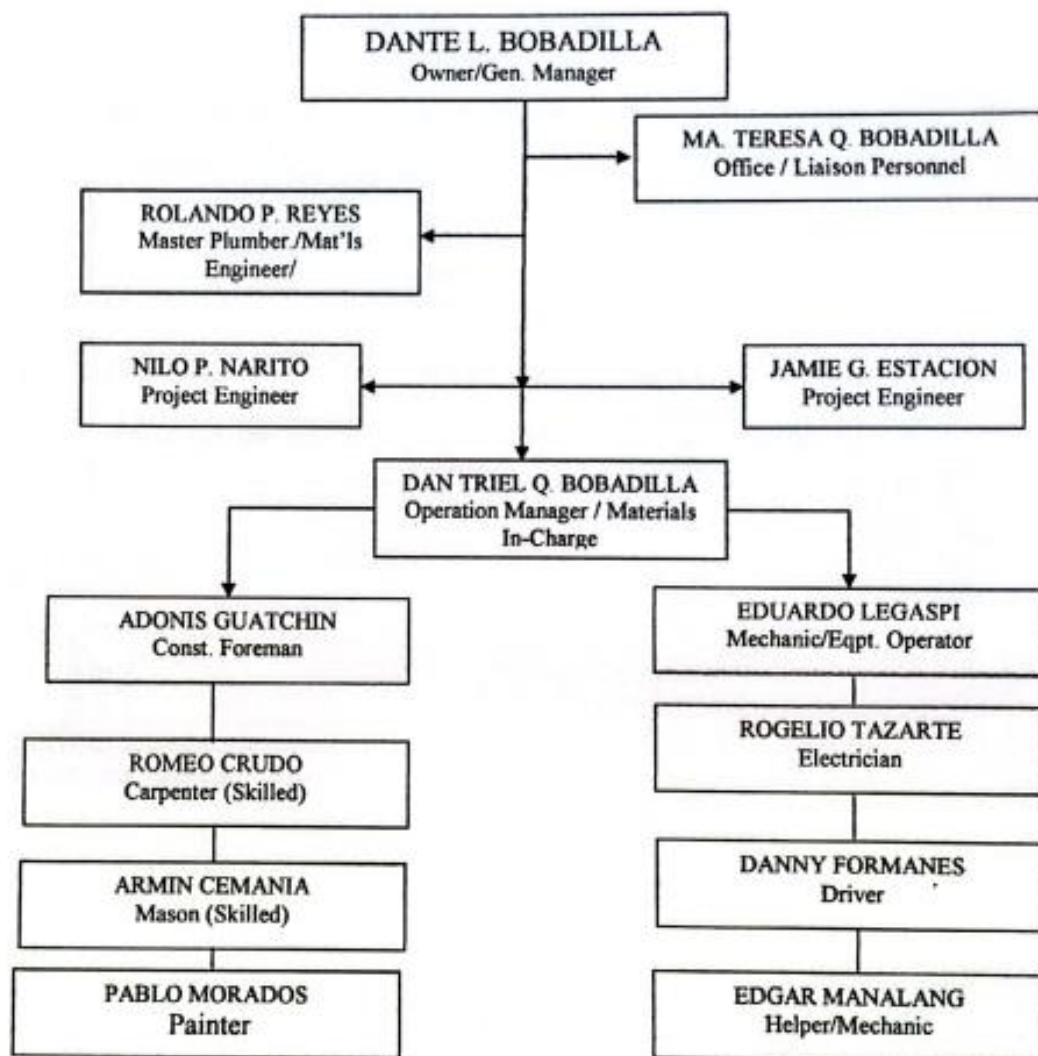 DANTE L. BOBADILLA
Owner/Gen. Manager
MA. TERESA Q. BOBADILLA
Office / Liaison Personnel
ROLANDO P. REYES
Master Plumber./Mat'ls
Engineer/
NILO P. NARITO
Project Engineer
JAMIE G. ESTACION
Project Engineer
DAN TRIEL Q. BOBADILLA
Operation Manager / Materials
In-Charge
ADONIS GUATCHIN
Const. Foreman
EDUARDO LEGASPI
Mechanic/Eqpt. Operator
ROMEO CRUDO
Carpenter (Skilled)
ROGELIO TAZARTE
Electrician
ARMIN CEMANIA
Mason (Skilled)
DANNY FORMANES
Driver
PABLO MORADOS
Painter
EDGAR MANALANG
Helper/Mechanic